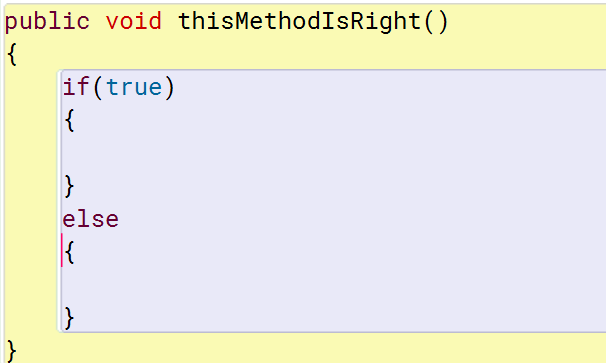 public void thisMethodIsRight()
{
if(true)
{
}
else
{
}
}